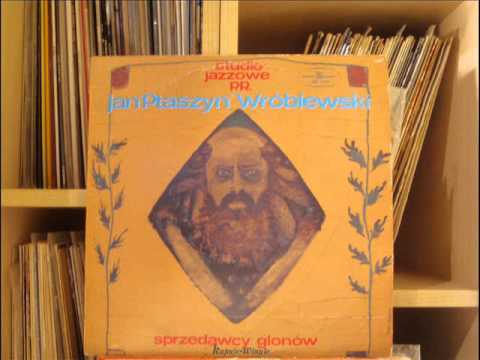 studio
jazzowe
PR.
jan Ptaszyn Wróblewski
sprzedawcy glonów